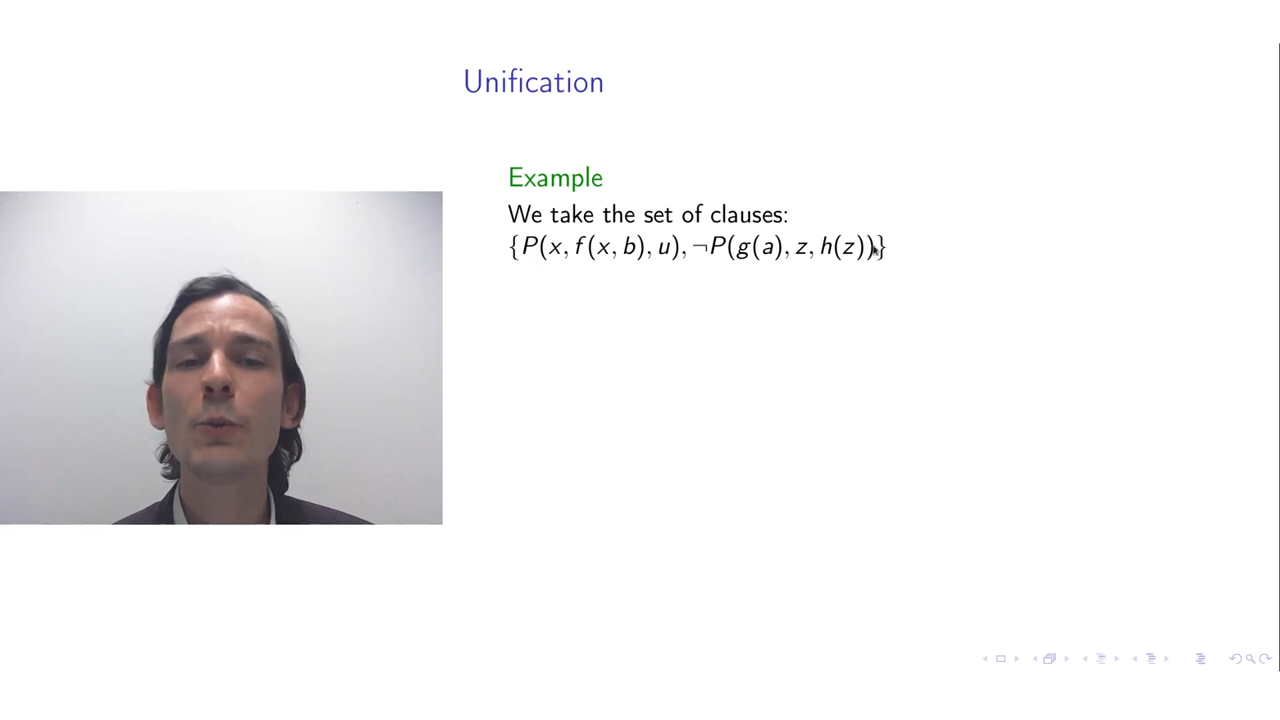 Unification
Example
We take the set of clauses:
{P(x, f(x, b), u), ¬P(g(a), z, h(z))}